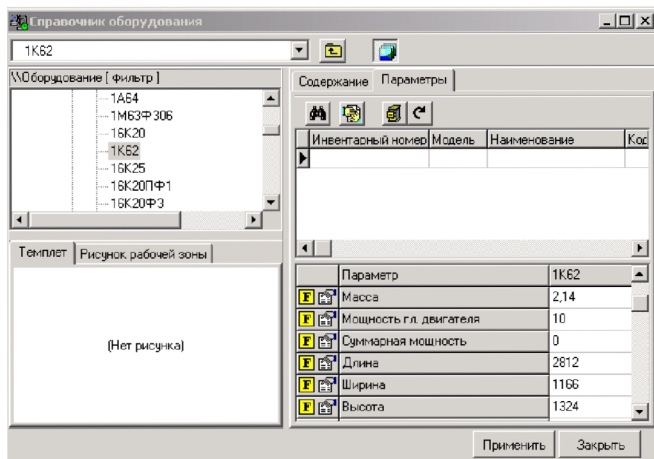 Справочник оборудования
1К62
\\Оборудование [ фильтр ]
1А64
1М63Ф306
16К20
1К62
16К25
16К20ПФ1
16К20Ф3
Темплет Рисунок рабочей зоны
(Нет рисунка)
Содержание Параметры
Инвентарный номер Модель Наименование Код
Параметр 1К62
F Масса 2,14
F Мощность гл. двигателя 10
F Суммарная мощность 0
F Длина 2812
F Ширина 1166
F Высота 1324
Применить Закрыть